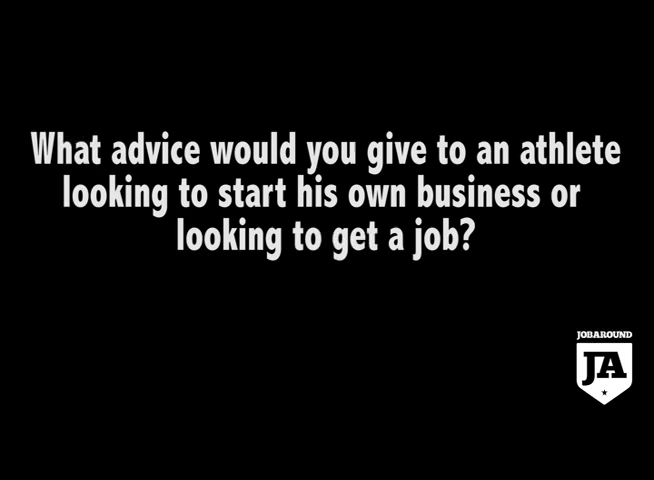 What advice would you give to an athlete
looking to start his own business or
looking to get a job?
JOBAROUND
JA